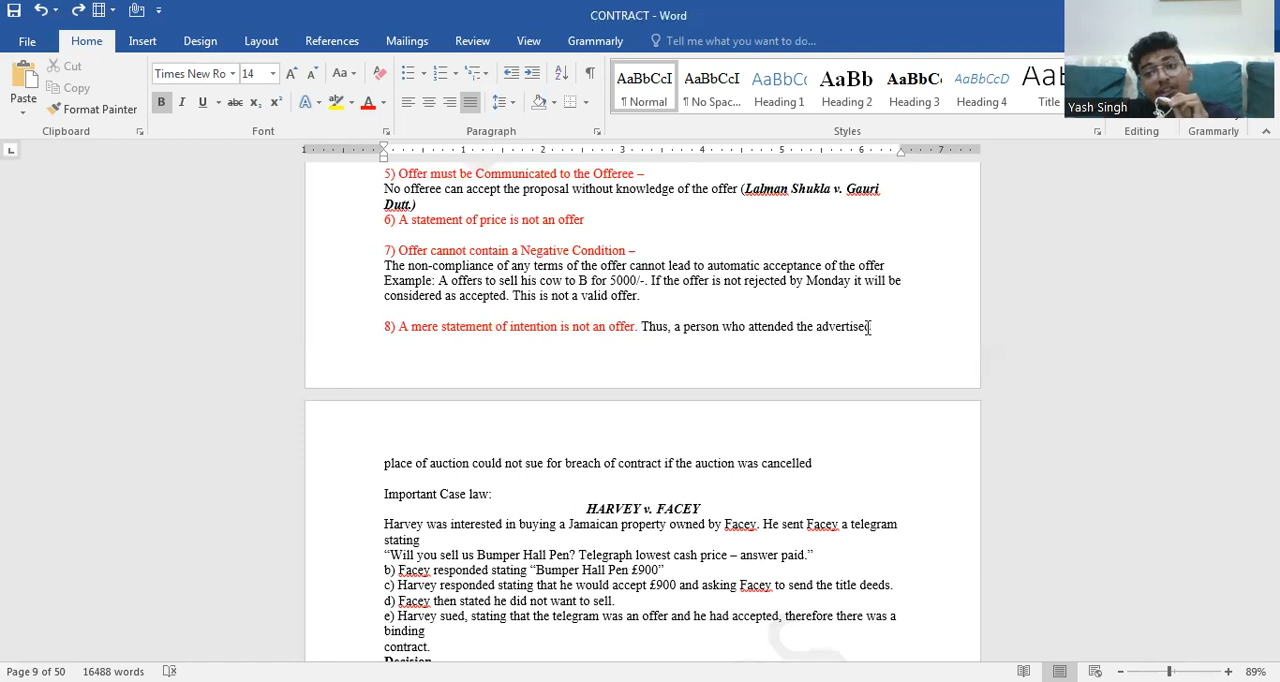 CONTRACT - Word
File Home Insert Design Layout References Mailings Review View Grammarly Tell me what you want to do...
Paste
Cut
Copy
Format Painter
Clipboard
Times New Ro 14
Font
Paragraph
AaBbCcI ¶ Normal
AaBbCcI ¶ No Spac...
AaBbCc Heading 1
AaBb Heading 2
AaBbC Heading 3
AaBbCcD Heading 4
Title
Styles
Editing
Grammarly
Yash Singh
5) Offer must be Communicated to the Offeree –
No offeree can accept the proposal without knowledge of the offer (Lalman Shukla v. Gauri
Dutt.)
6) A statement of price is not an offer
7) Offer cannot contain a Negative Condition –
The non-compliance of any terms of the offer cannot lead to automatic acceptance of the offer
Example: A offers to sell his cow to B for 5000/-. If the offer is not rejected by Monday it will be
considered as accepted. This is not a valid offer.
8) A mere statement of intention is not an offer. Thus, a person who attended the advertised
place of auction could not sue for breach of contract if the auction was cancelled
Important Case law:
HARVEY v. FACEY
Harvey was interested in buying a Jamaican property owned by Facey. He sent Facey a telegram
stating
“Will you sell us Bumper Hall Pen? Telegraph lowest cash price – answer paid.”
b) Facey responded stating “Bumper Hall Pen £900”
c) Harvey responded stating that he would accept £900 and asking Facey to send the title deeds.
d) Facey then stated he did not want to sell.
e) Harvey sued, stating that the telegram was an offer and he had accepted, therefore there was a
binding
contract.
Decision
Page 9 of 50 16488 words
89%